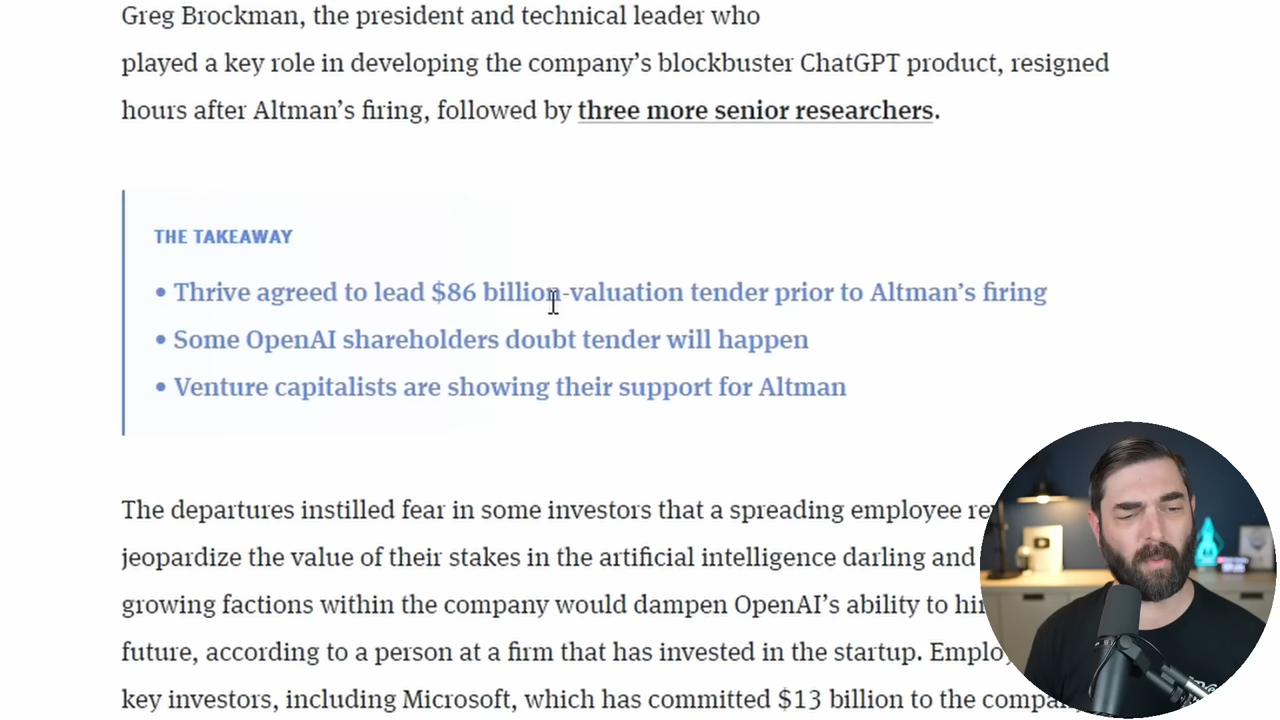 Greg Brockman, the president and technical leader who
played a key role in developing the company’s blockbuster ChatGPT product, resigned
hours after Altman’s firing, followed by three more senior researchers.
THE TAKEAWAY
• Thrive agreed to lead $86 billion-valuation tender prior to Altman’s firing
• Some OpenAI shareholders doubt tender will happen
• Venture capitalists are showing their support for Altman
The departures instilled fear in some investors that a spreading employee
jeopardize the value of their stakes in the artificial intelligence darling and
growing factions within the company would dampen OpenAI’s ability to
future, according to a person at a firm that has invested in the startup.
key investors, including Microsoft, which has committed $13 billion to the